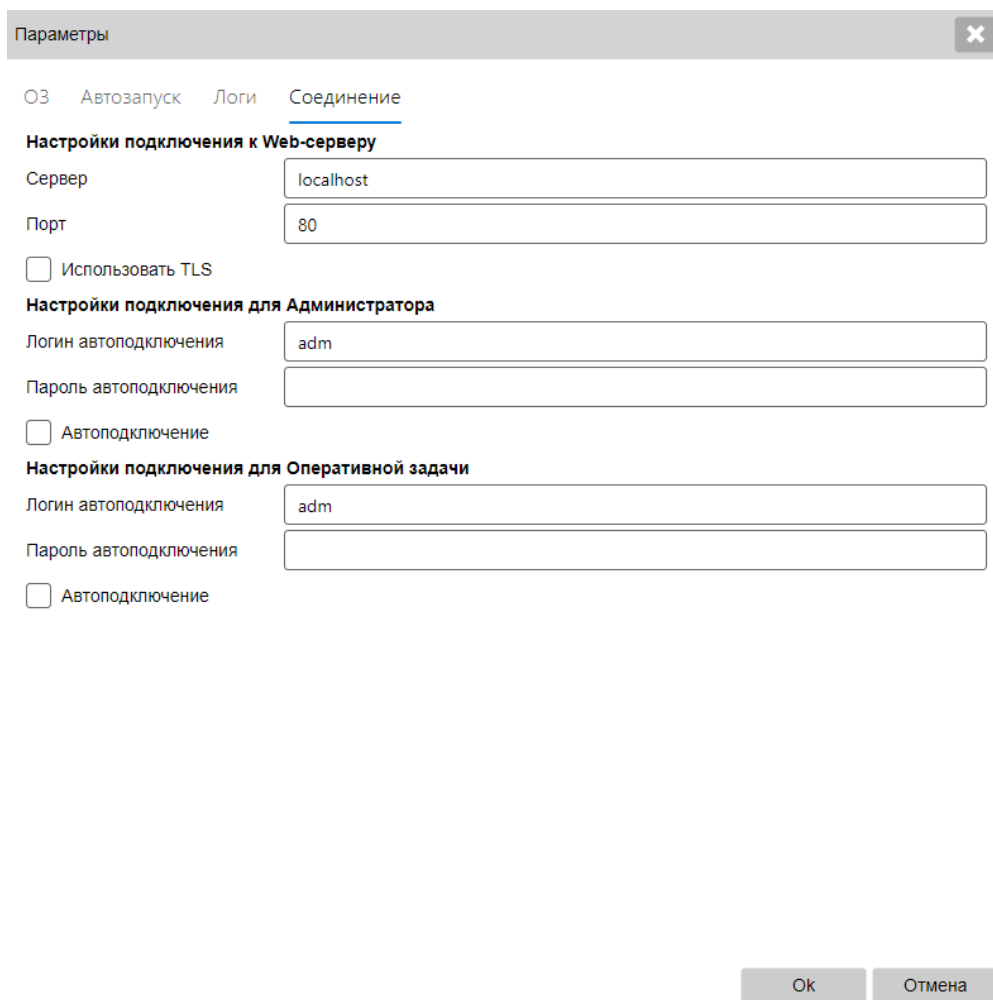 Параметры
ОЗ Автозапуск Логи Соединение
Настройки подключения к Web-серверу
Сервер localhost
Порт 80
Использовать TLS
Настройки подключения для Администратора
Логин автоподключения adm
Пароль автоподключения
Автоподключение
Настройки подключения для Оперативной задачи
Логин автоподключения adm
Пароль автоподключения
Автоподключение
Ok Отмена